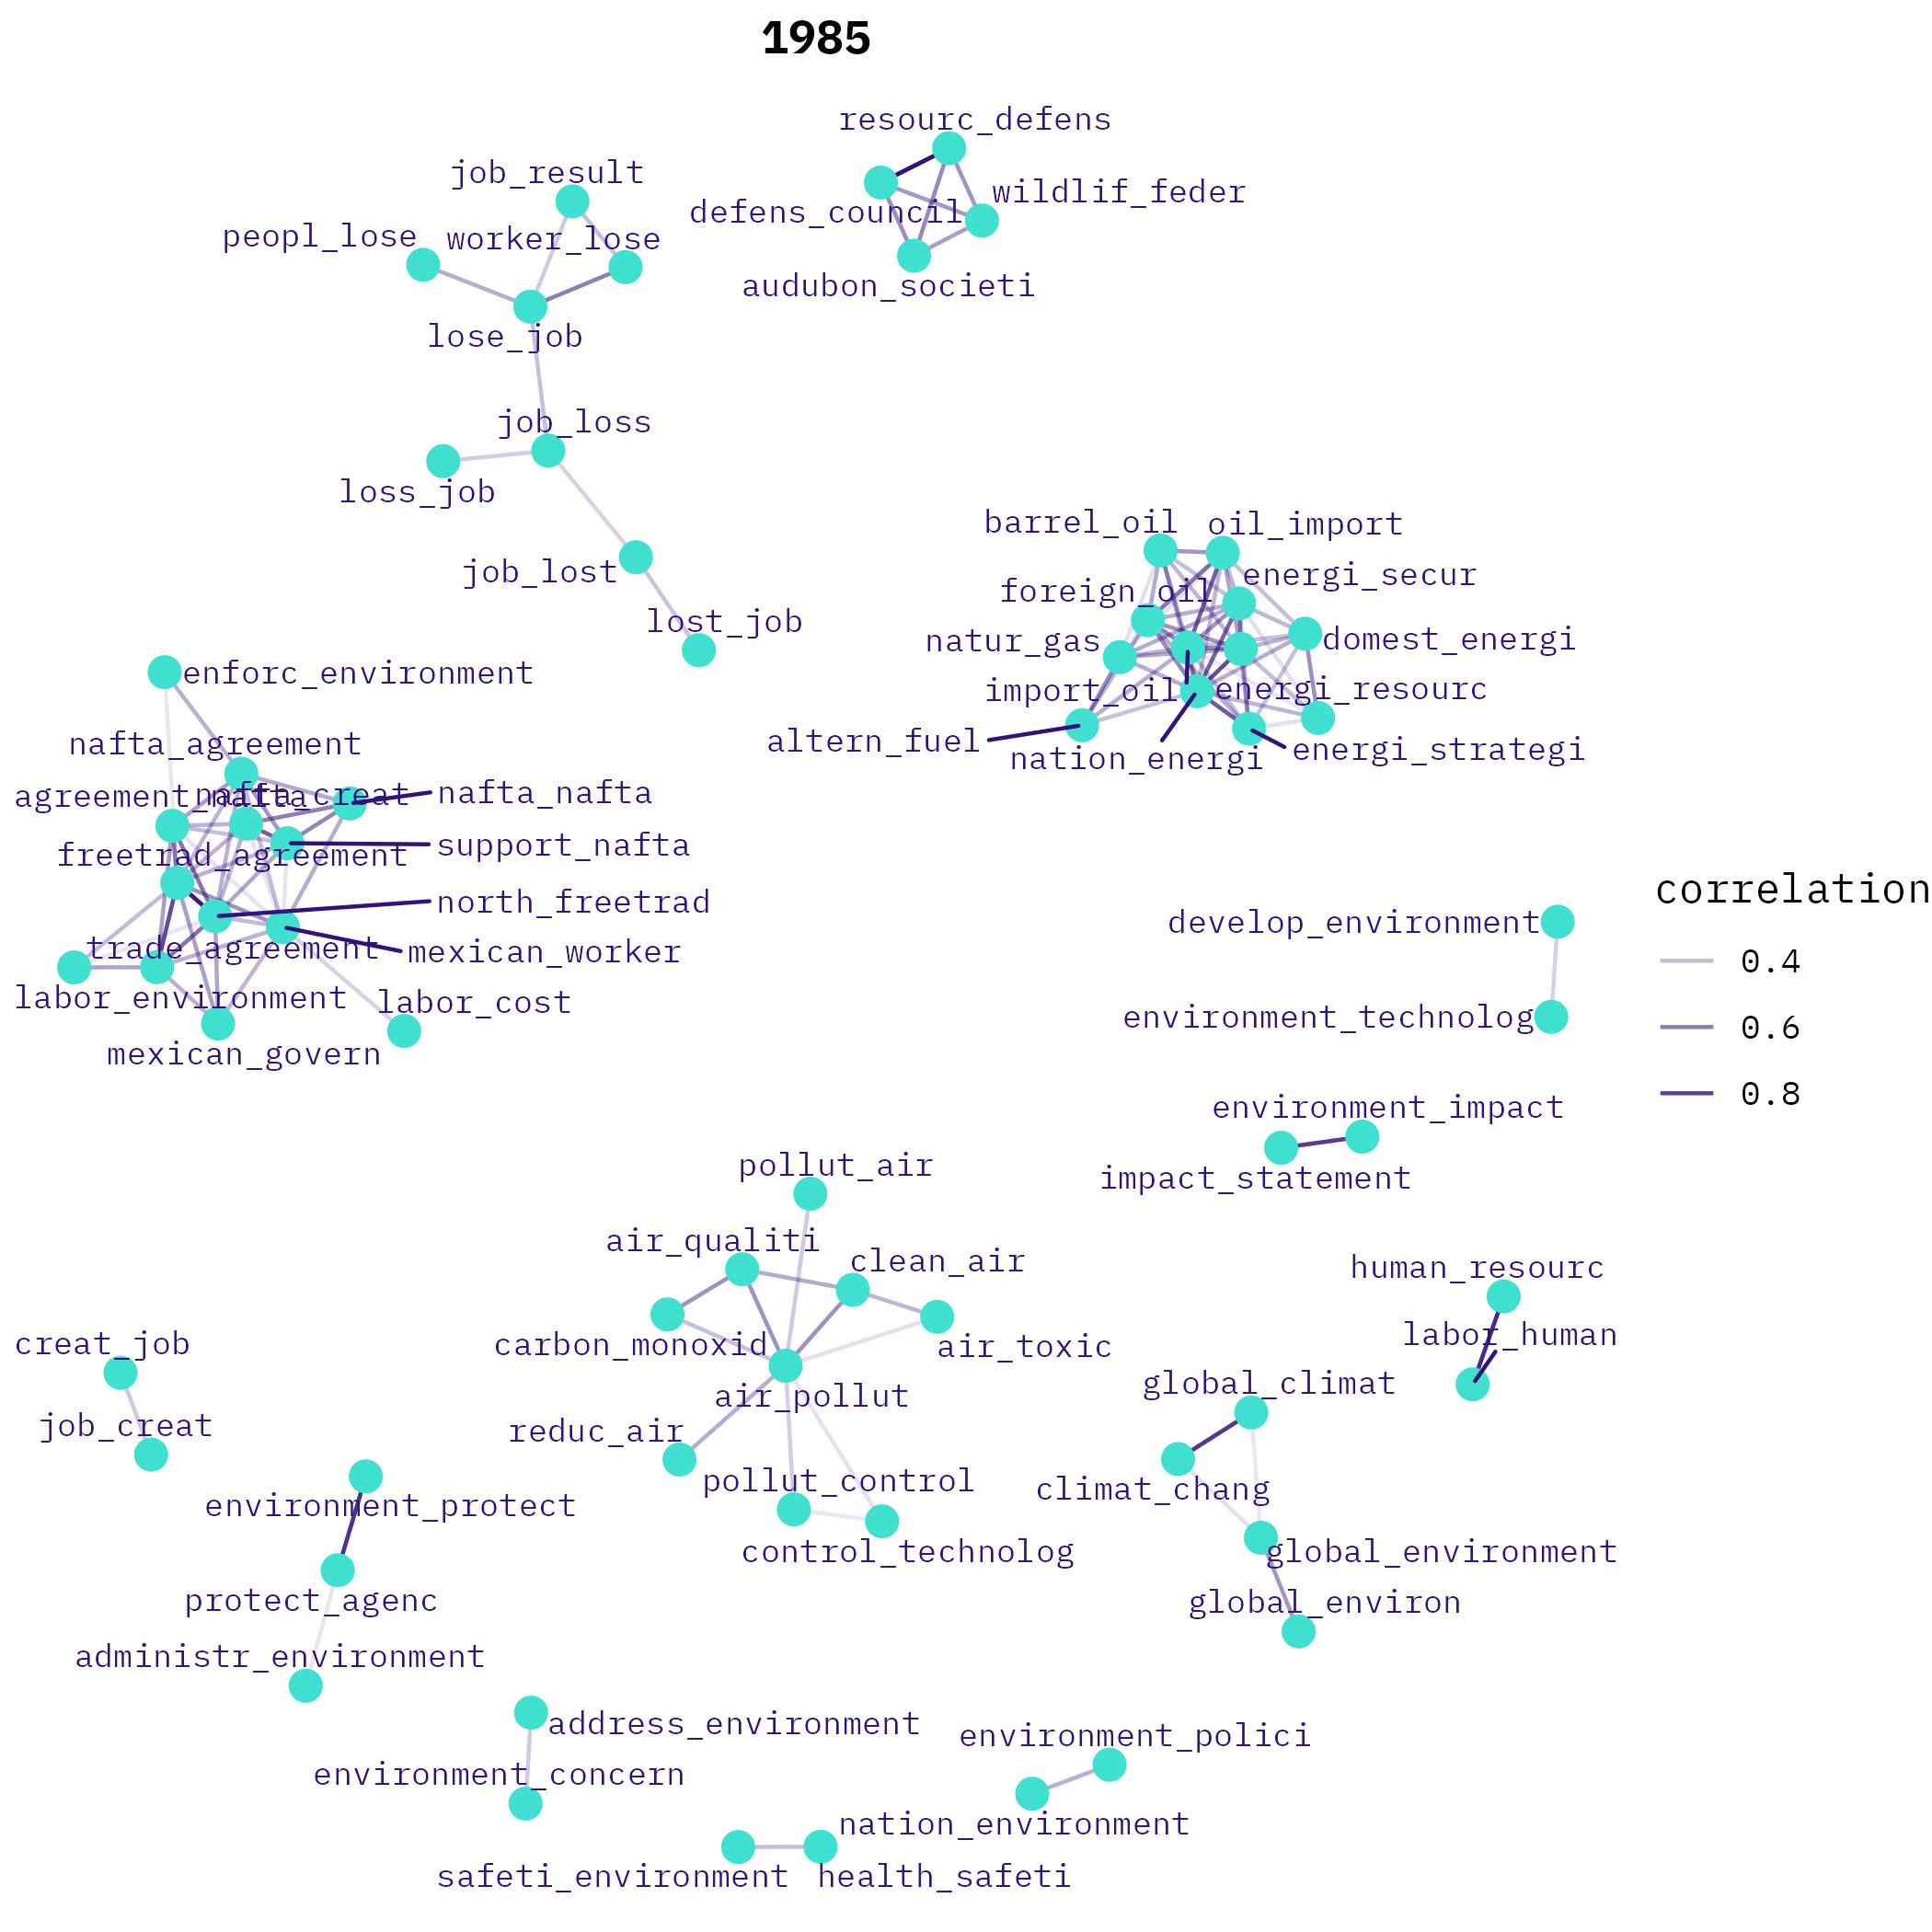 1985
resourc_defens
job_result
wildlif_feder
defens_council
peopl_lose
worker_lose
audubon_societi
lose_job
job_loss
loss_job
barrel_oil
oil_import
job_lost
energi_secur
foreign_oil
lost_job
natur_gas
domest_energi
enforc_environment
import_oil
energi_resourc
nafta_agreement
altern_fuel
nation_energi
energi_strategi
agreement_nafta
nafta_creat
nafta_nafta
freetrad_agreement
support_nafta
north_freetrad
trade_agreement
mexican_worker
labor_environment
labor_cost
mexican_govern
develop_environment
environment_technolog
correlation
0.4
0.6
0.8
environment_impact
impact_statement
pollut_air
air_qualiti
clean_air
human_resourc
creat_job
carbon_monoxid
air_toxic
labor_human
air_pollut
global_climat
job_creat
reduc_air
pollut_control
climat_chang
environment_protect
control_technolog
global_environment
protect_agenc
global_environ
administr_environment
address_environment
environment_polici
environment_concern
nation_environment
safeti_environment
health_safeti